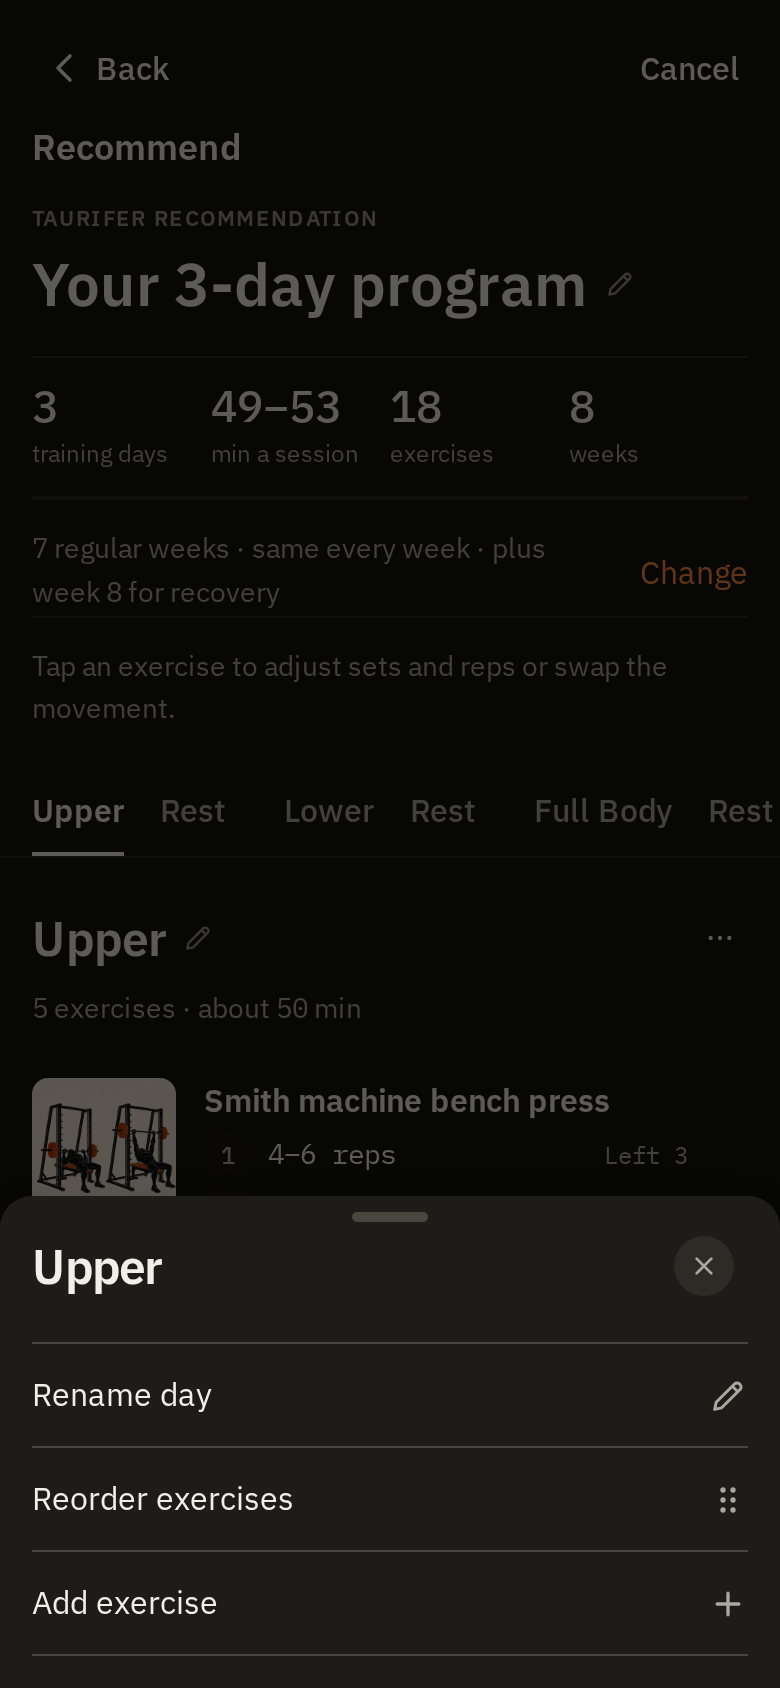 Back
Cancel
Recommend
TAURIFER RECOMMENDATION
Your 3-day program
3
49–53
18
8
training days
min a session
exercises
weeks
7 regular weeks · same every week · plus
week 8 for recovery
Change
Tap an exercise to adjust sets and reps or swap the
movement.
Upper
Rest
Lower
Rest
Full Body
Rest
Upper
...
5 exercises · about 50 min
Smith machine bench press
1
4–6 reps
Left 3
Upper
Rename day
Reorder exercises
Add exercise